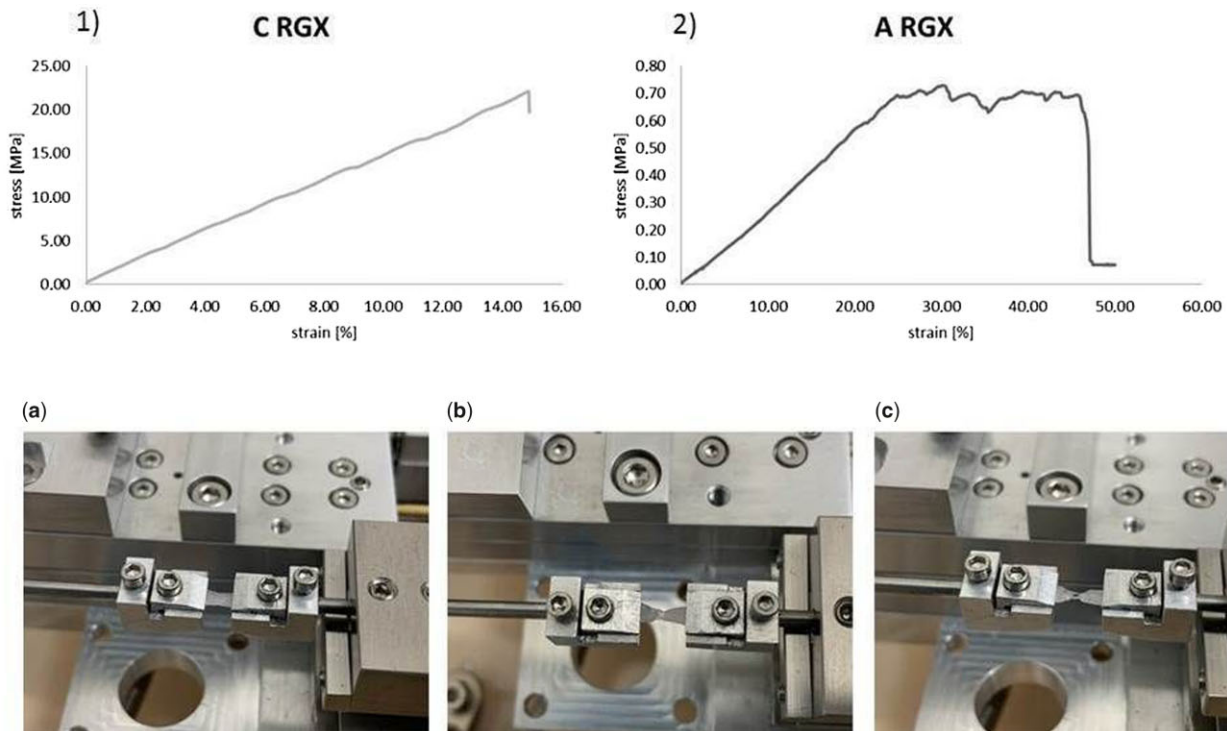 1)
C RGX
25.00
20.00
15.00
10.00
5.00
0.00
stress [MPa]
0.00 2.00 4.00 6.00 8.00 10.00 12.00 14.00 16.00
strain [%]
2)
A RGX
0,80
0,70
0,60
0,50
0,40
0,30
0,20
0,10
0,00
stress [MPa]
0.00 10.00 20.00 30.00 40.00 50.00 60.00
strain [%]
(a)
(b)
(c)